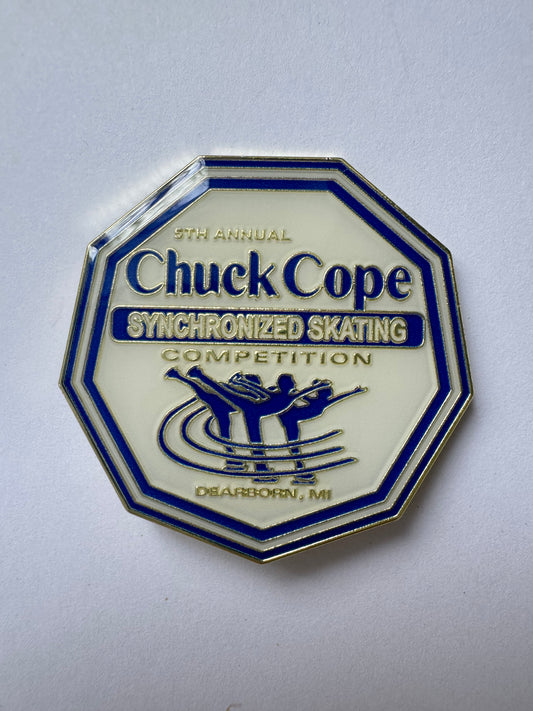 5TH ANNUAL
Chuck Cope
SYNCHRONIZED SKATING
COMPETITION
DEARBORN, MI